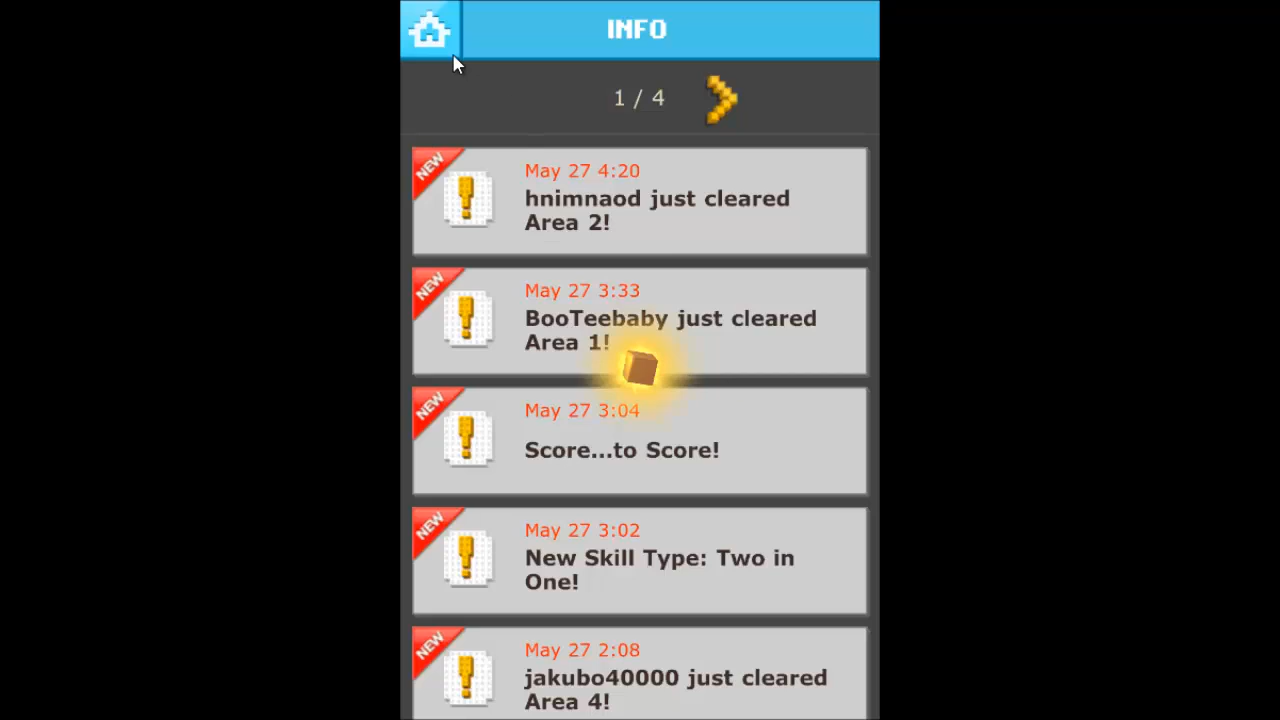 INFO
1 / 4
NEW
May 27 4:20
hnimnaod just cleared
Area 2!
NEW
May 27 3:33
BooTeebaby just cleared
Area 1!
NEW
May 27 3:04
Score...to Score!
NEW
May 27 3:02
New Skill Type: Two in
One!
NEW
May 27 2:08
jakubo40000 just cleared
Area 4!